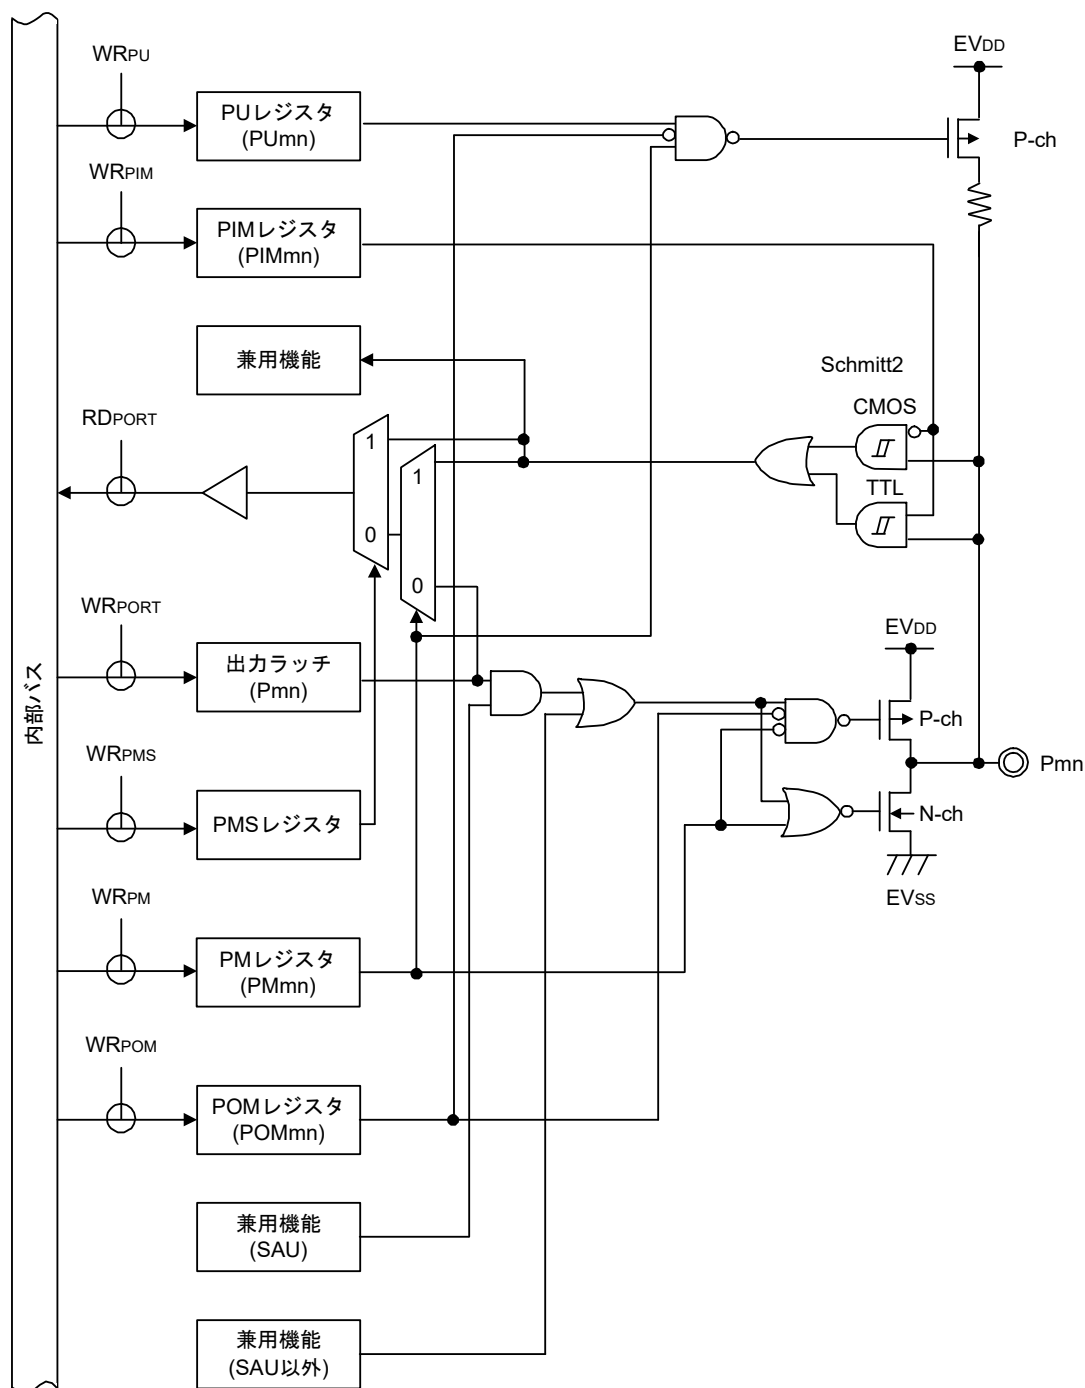 WRPU
PUレジスタ
(PUmn)
EVDD
P-ch
WRPIM
PIMレジスタ
(PIMmn)
兼用機能
Schmitt2
CMOS
TTL
RDPORT
1
0
1
0
WRPORT
出力ラッチ
(Pmn)
EVDD
P-ch
Pmn
N-ch
EVSS
内部バス
WRPMS
PMSレジスタ
WRPM
PMレジスタ
(PMmn)
WRPOM
POMレジスタ
(POMmn)
兼用機能
(SAU)
兼用機能
(SAU以外)